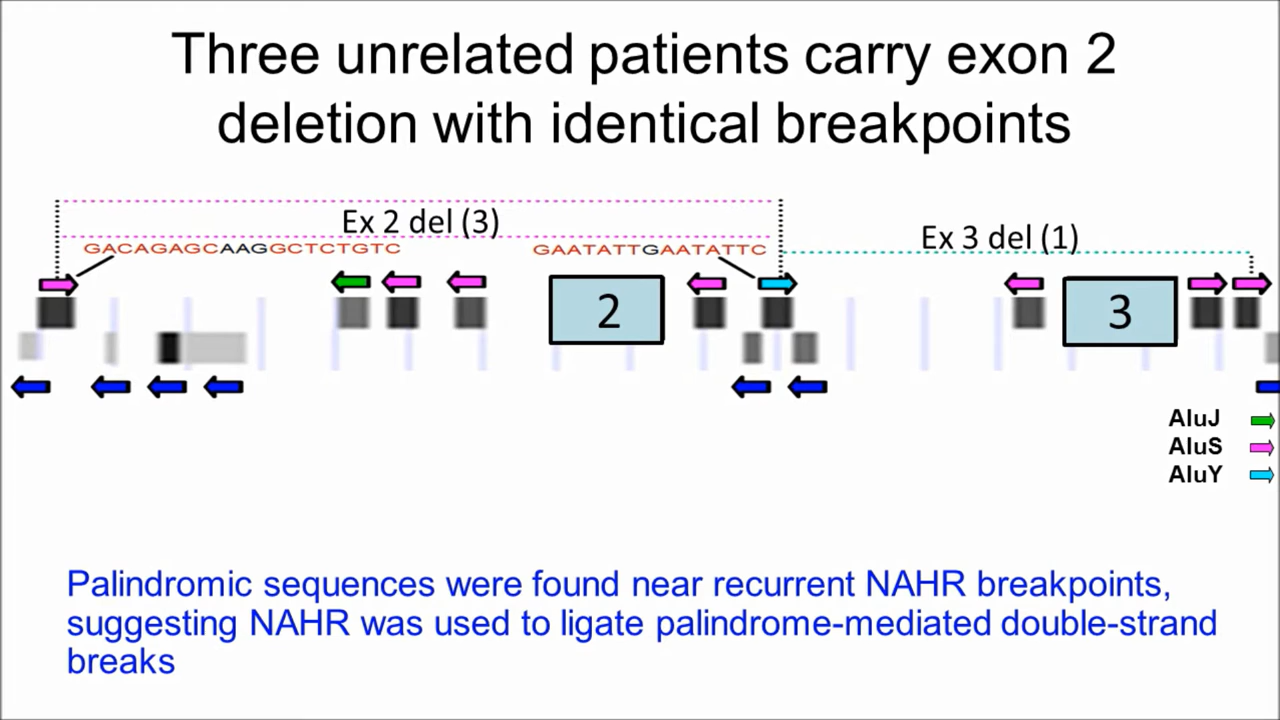 Three unrelated patients carry exon 2
deletion with identical breakpoints
Ex 2 del (3)
Ex 3 del (1)
GACAGAGCAAGGCTCTGTC
GAATATTGAATATTC
2
3
AluJ
AluS
AluY
Palindromic sequences were found near recurrent NAHR breakpoints,
suggesting NAHR was used to ligate palindrome-mediated double-strand
breaks